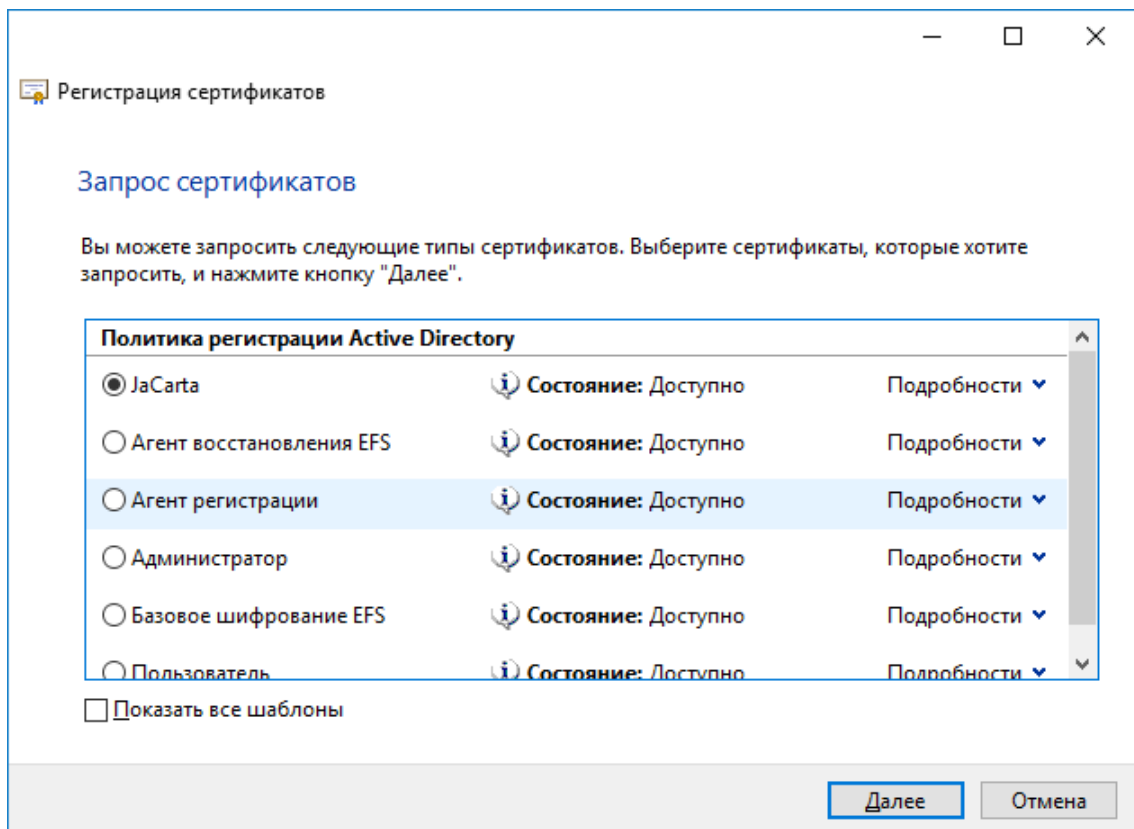 Регистрация сертификатов
Запрос сертификатов
Вы можете запросить следующие типы сертификатов. Выберите сертификаты, которые хотите
запросить, и нажмите кнопку "Далее".
Политика регистрации Active Directory
JaCarta Состояние: Доступно Подробности
Агент восстановления EFS Состояние: Доступно Подробности
Агент регистрации Состояние: Доступно Подробности
Администратор Состояние: Доступно Подробности
Базовое шифрование EFS Состояние: Доступно Подробности
Пользователь Состояние: Доступно Подробности
Показать все шаблоны
Далее Отмена